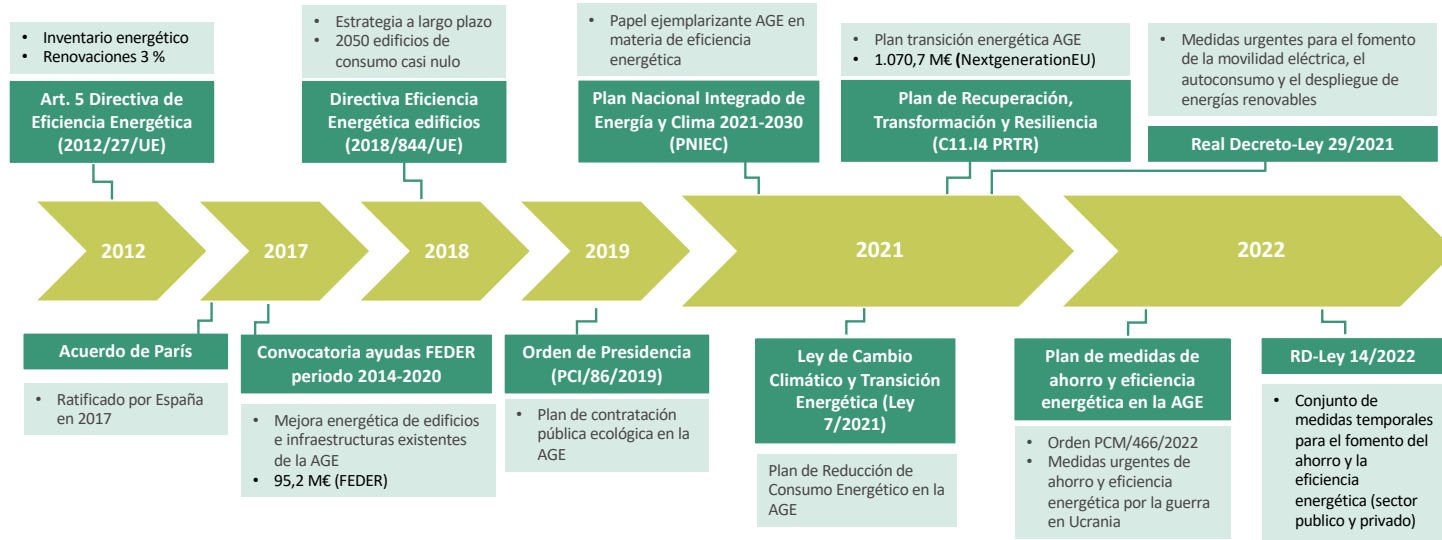 • Inventario energético
• Renovaciones 3 %
Art. 5 Directiva de
Eficiencia Energética
(2012/27/UE)
• Estrategia a largo plazo
• 2050 edificios de
consumo casi nulo
Directiva Eficiencia
Energética edificios
(2018/844/UE)
• Papel ejemplarizante AGE en
materia de eficiencia
energética
Plan Nacional Integrado de
Energía y Clima 2021-2030
(PNIEC)
• Plan transición energética AGE
• 1.070,7 M€ (NextgenerationEU)
Plan de Recuperación,
Transformación y Resiliencia
(C11.I4 PRTR)
• Medidas urgentes para el fomento
de la movilidad eléctrica, el
autoconsumo y el despliegue de
energías renovables
Real Decreto-Ley 29/2021
2012
2017
2018
2019
2021
2022
Acuerdo de París
• Ratificado por España
en 2017
Convocatoria ayudas FEDER
periodo 2014-2020
• Mejora energética de edificios
e infraestructuras existentes
de la AGE
• 95,2 M€ (FEDER)
Orden de Presidencia
(PCI/86/2019)
• Plan de contratación
pública ecológica en la
AGE
Ley de Cambio
Climático y Transición
Energética (Ley
7/2021)
Plan de Reducción de
Consumo Energético en la
AGE
Plan de medidas de
ahorro y eficiencia
energética en la AGE
• Orden PCM/466/2022
• Medidas urgentes de
ahorro y eficiencia
energética por la guerra
en Ucrania
RD-Ley 14/2022
• Conjunto de
medidas temporales
para el fomento del
ahorro y la
eficiencia
energética (sector
publico y privado)